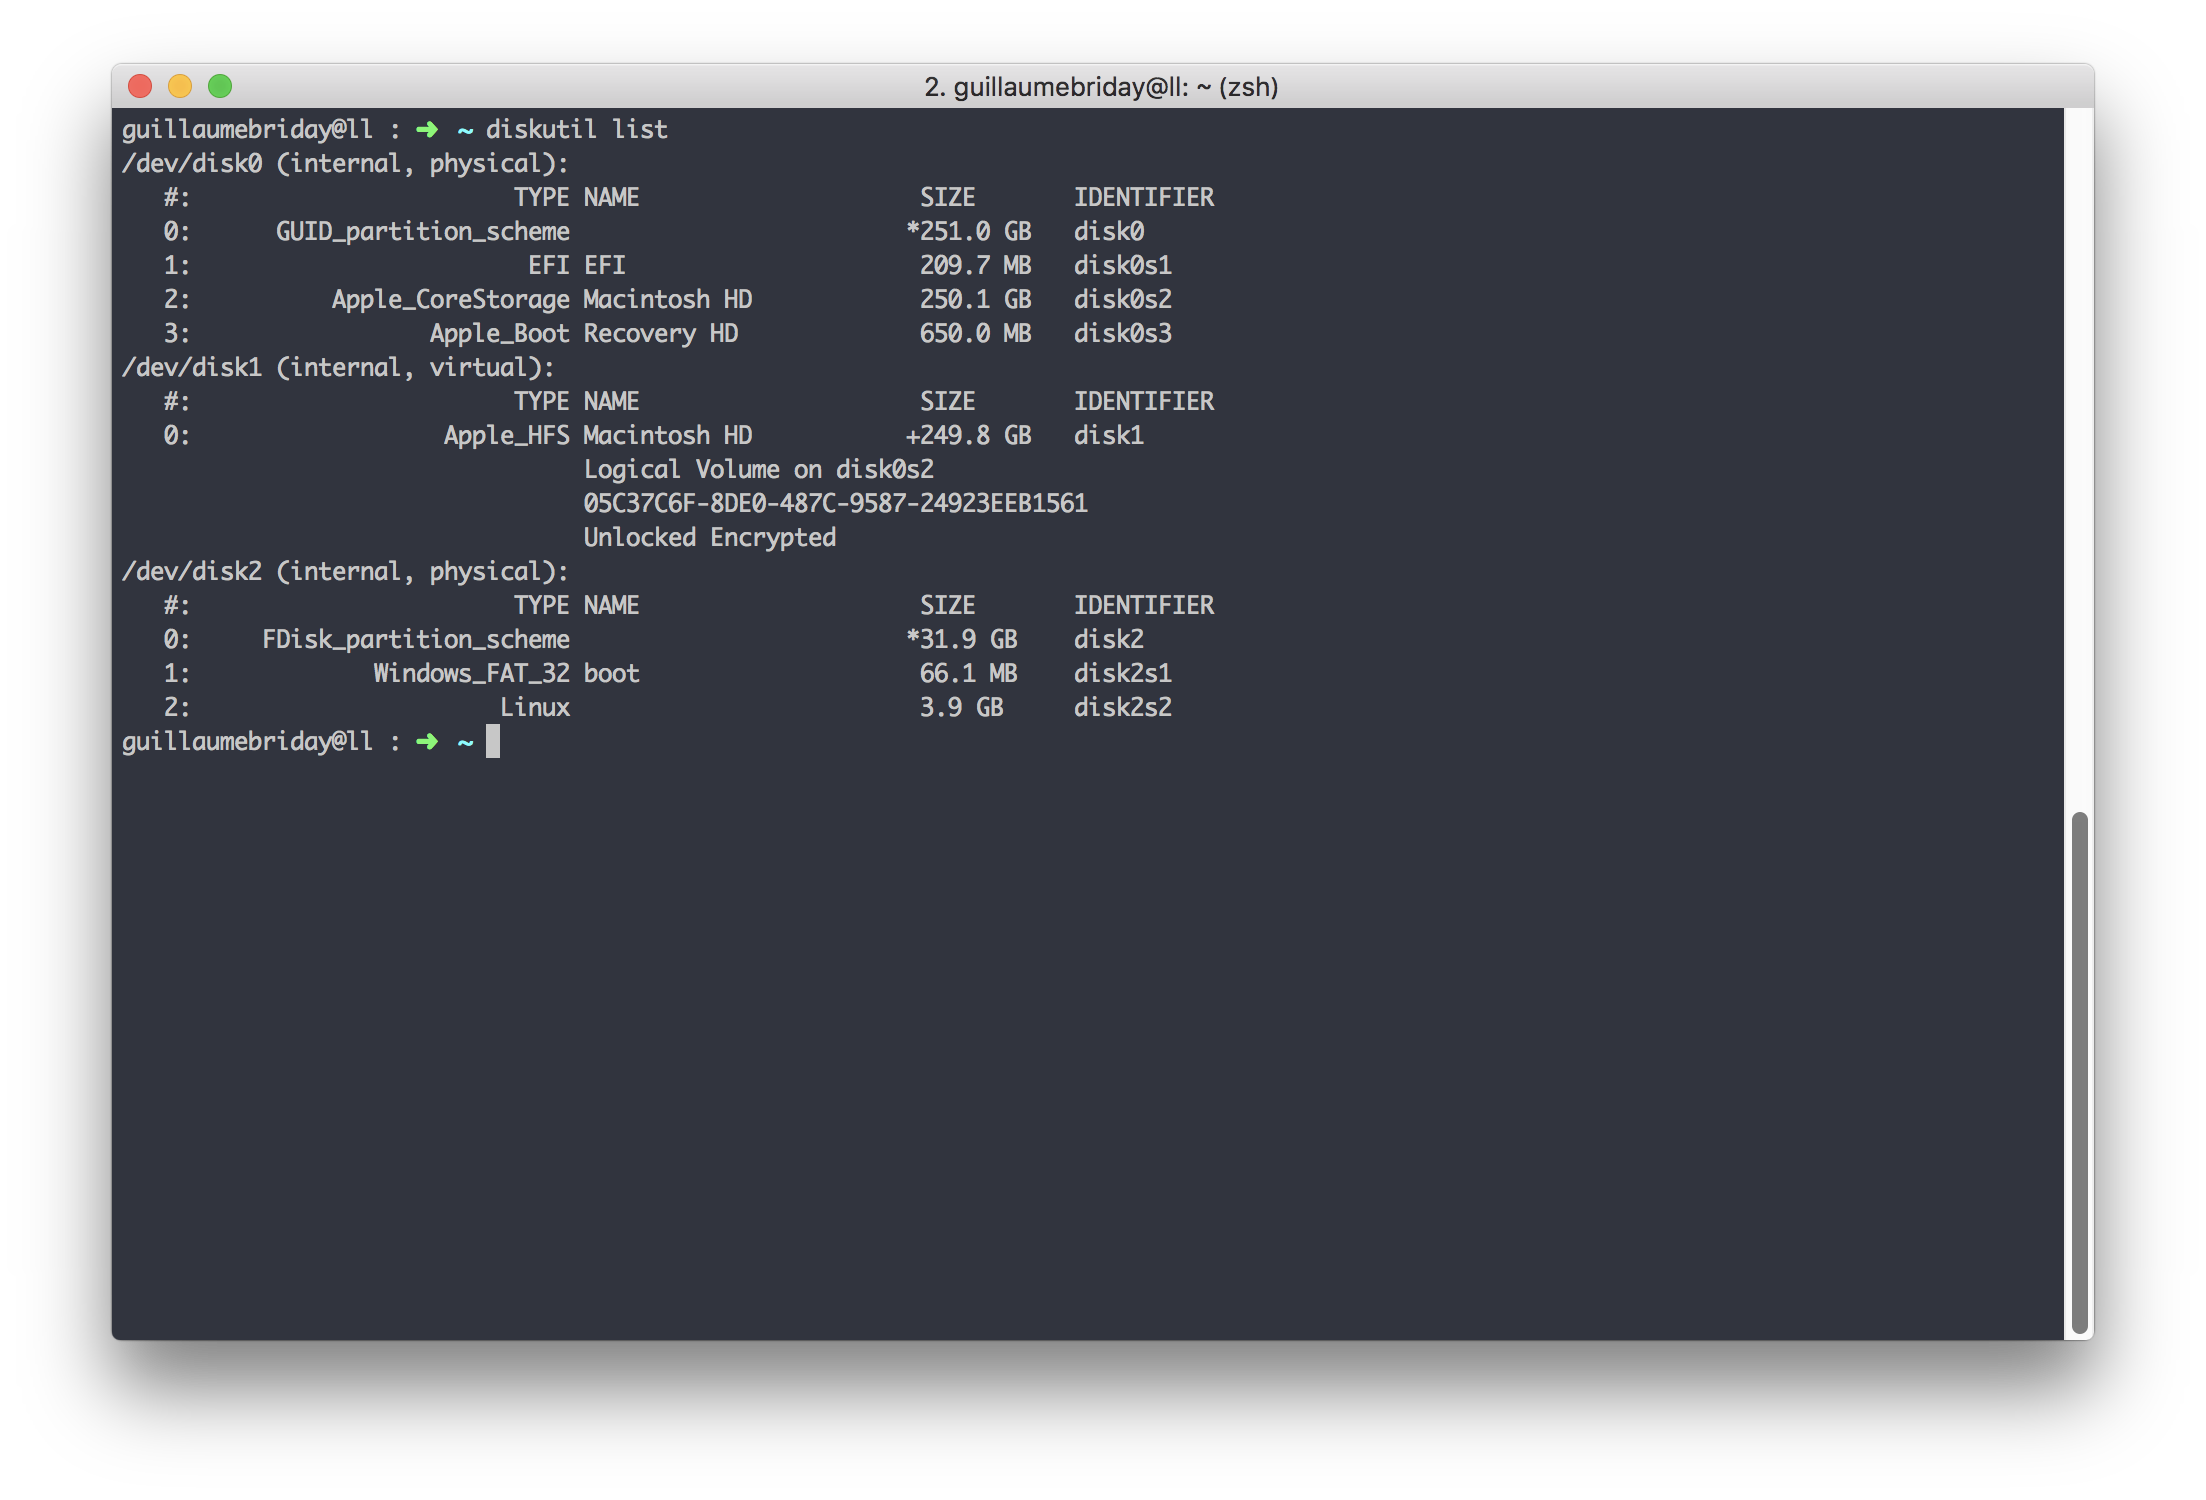 2. guillaumebriday@ll: ~ (zsh)
guillaumebriday@ll : ➜  ~ diskutil list
/dev/disk0 (internal, physical):
   #:                       TYPE NAME                    SIZE       IDENTIFIER
   0:      GUID_partition_scheme                        *251.0 GB   disk0
   1:                        EFI EFI                     209.7 MB   disk0s1
   2:          Apple_CoreStorage Macintosh HD            250.1 GB   disk0s2
   3:                 Apple_Boot Recovery HD             650.0 MB   disk0s3
/dev/disk1 (internal, virtual):
   #:                       TYPE NAME                    SIZE       IDENTIFIER
   0:                  Apple_HFS Macintosh HD           +249.8 GB   disk1
                                 Logical Volume on disk0s2
                                 05C37C6F-8DE0-487C-9587-24923EEB1561
                                 Unlocked Encrypted
/dev/disk2 (internal, physical):
   #:                       TYPE NAME                    SIZE       IDENTIFIER
   0:     FDisk_partition_scheme                        *31.9 GB    disk2
   1:             Windows_FAT_32 boot                    66.1 MB    disk2s1
   2:                      Linux                         3.9 GB     disk2s2
guillaumebriday@ll : ➜  ~